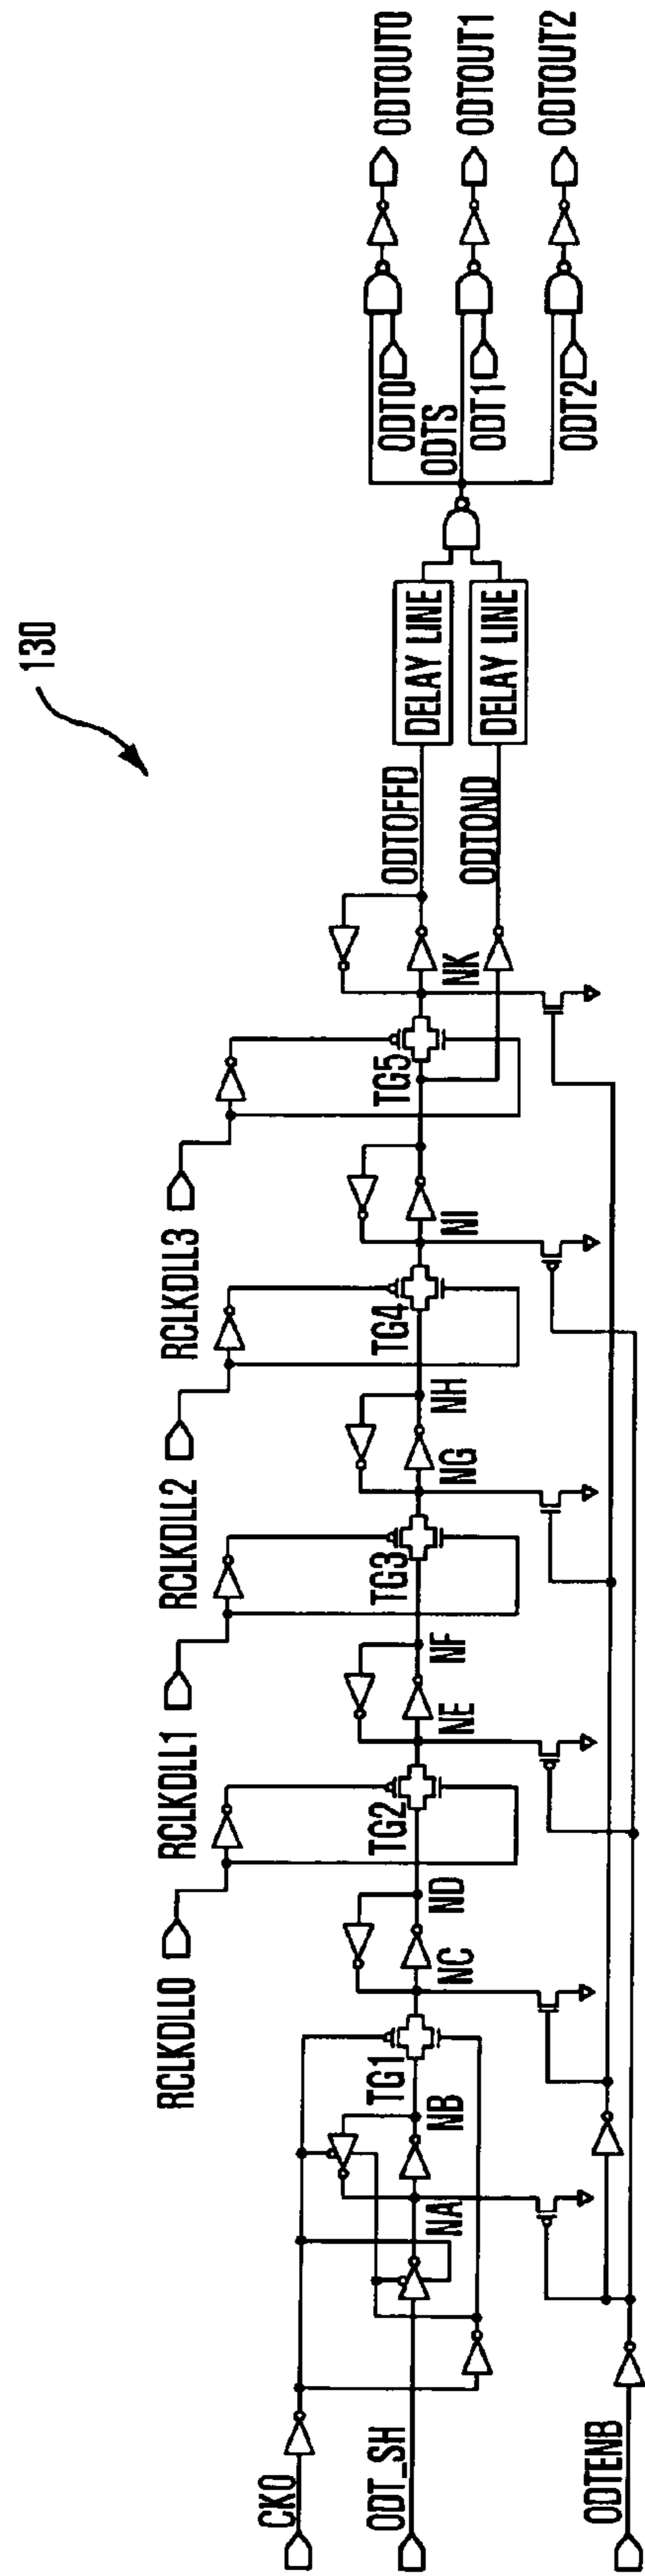 130
CK0
ODT_SH
ODTENB
NA
NB
TG1
NC
ND
RCLKDLL0
TG2
NE
NF
RCLKDLL1
TG3
NG
NH
RCLKDLL2
TG4
NI
RCLKDLL3
TG5
NK
ODTOFFD
ODTOND
DELAY LINE
DELAY LINE
ODTS
ODT0
ODT1
ODT2
ODTOUT0
ODTOUT1
ODTOUT2